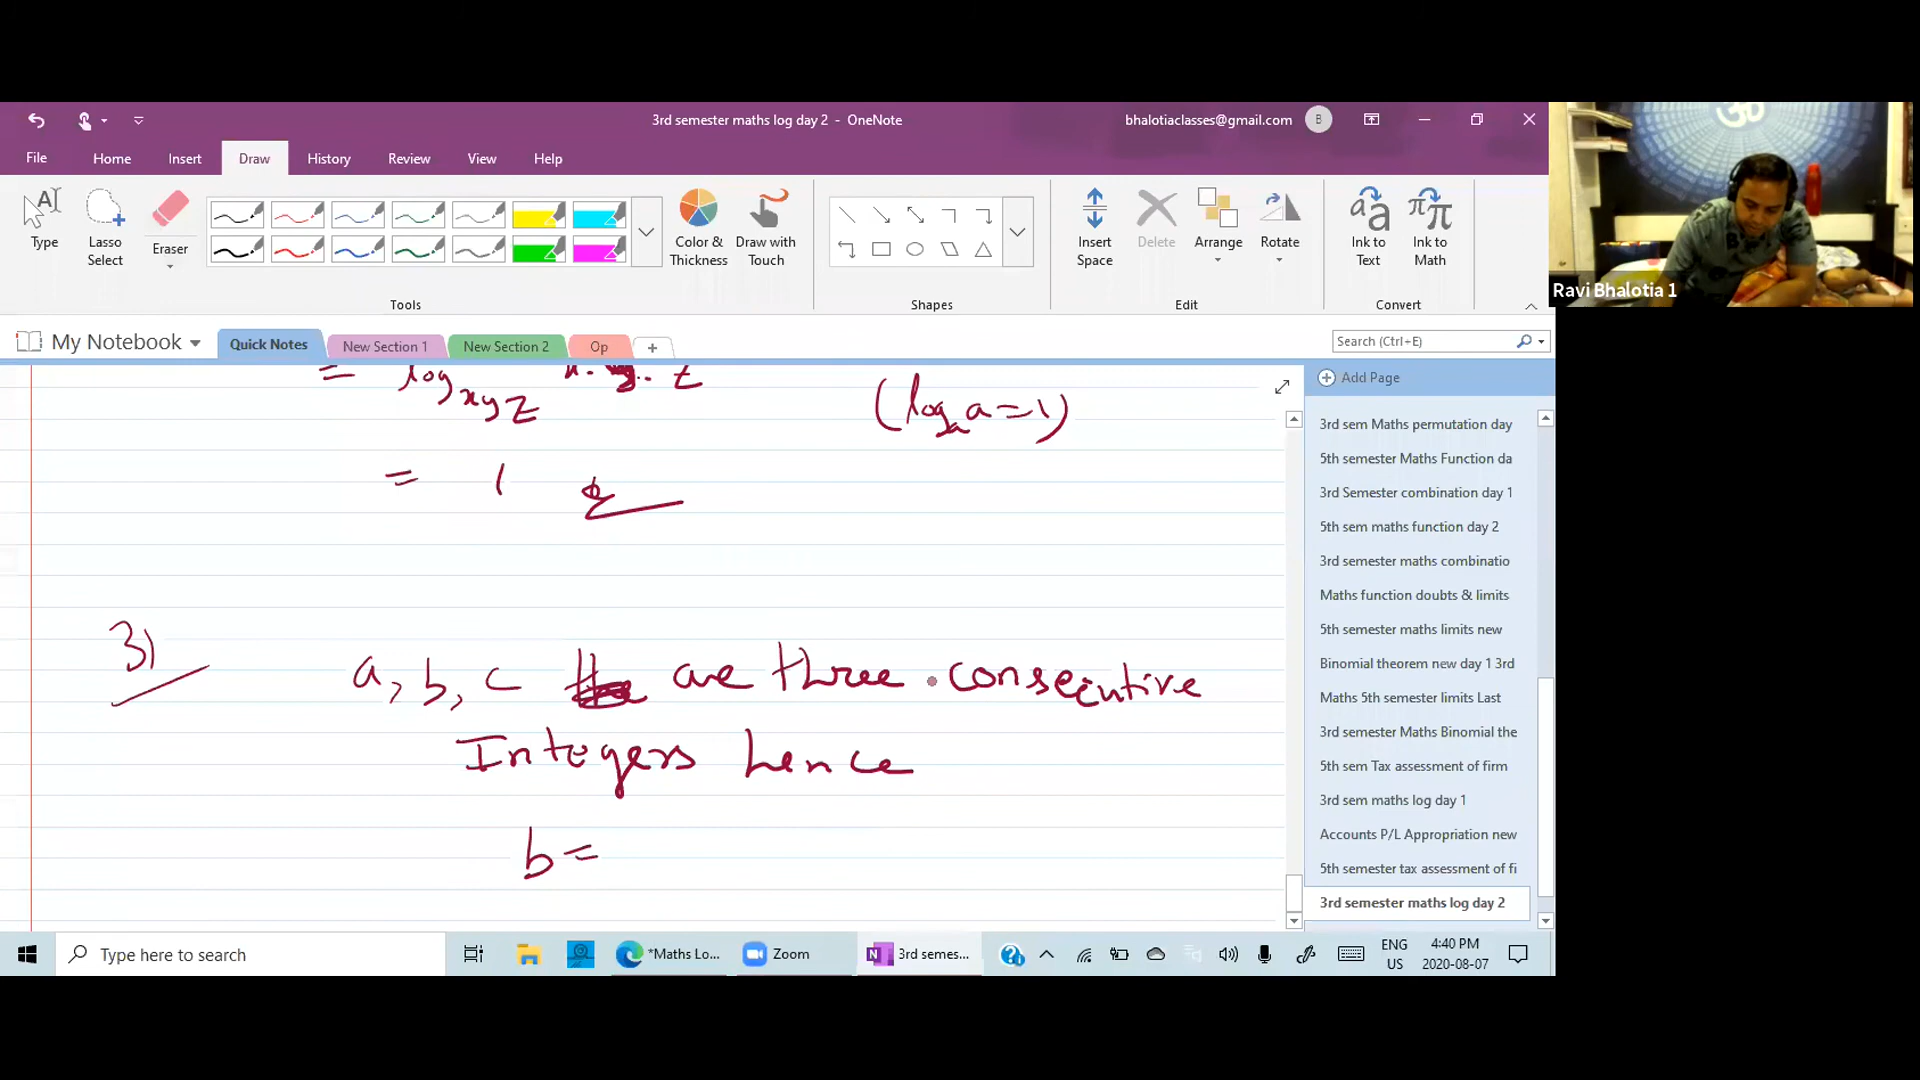 3rd semester maths log day 2 - OneNote
bhalotiaclasses@gmail.com
B
File
Home
Insert
Draw
History
Review
View
Help
Type
Lasso Select
Eraser
Color & Thickness
Draw with Touch
Insert Space
Delete
Arrange
Rotate
Ink to Text
Ink to Math
Tools
Shapes
Edit
Convert
Ravi Bhalotia 1
My Notebook
Quick Notes
New Section 1
New Section 2
Op
Search (Ctrl+E)
Add Page
3rd sem Maths permutation day
5th semester Maths Function da
3rd Semester combination day 1
5th sem maths function day 2
3rd semester maths combinatio
Maths function doubts & limits
5th semester maths limits new
Binomial theorem new day 1 3rd
Maths 5th semester limits Last
3rd semester Maths Binomial the
5th sem Tax assessment of firm
3rd sem maths log day 1
Accounts P/L Appropriation new
5th semester tax assessment of fi
3rd semester maths log day 2
= log xyz
(log a a = 1)
= 1
3)
a, b, c are three consecutive
Integers hence
b =
Type here to search
*Maths Lo...
Zoom
3rd semes...
ENG
US
4:40 PM
2020-08-07